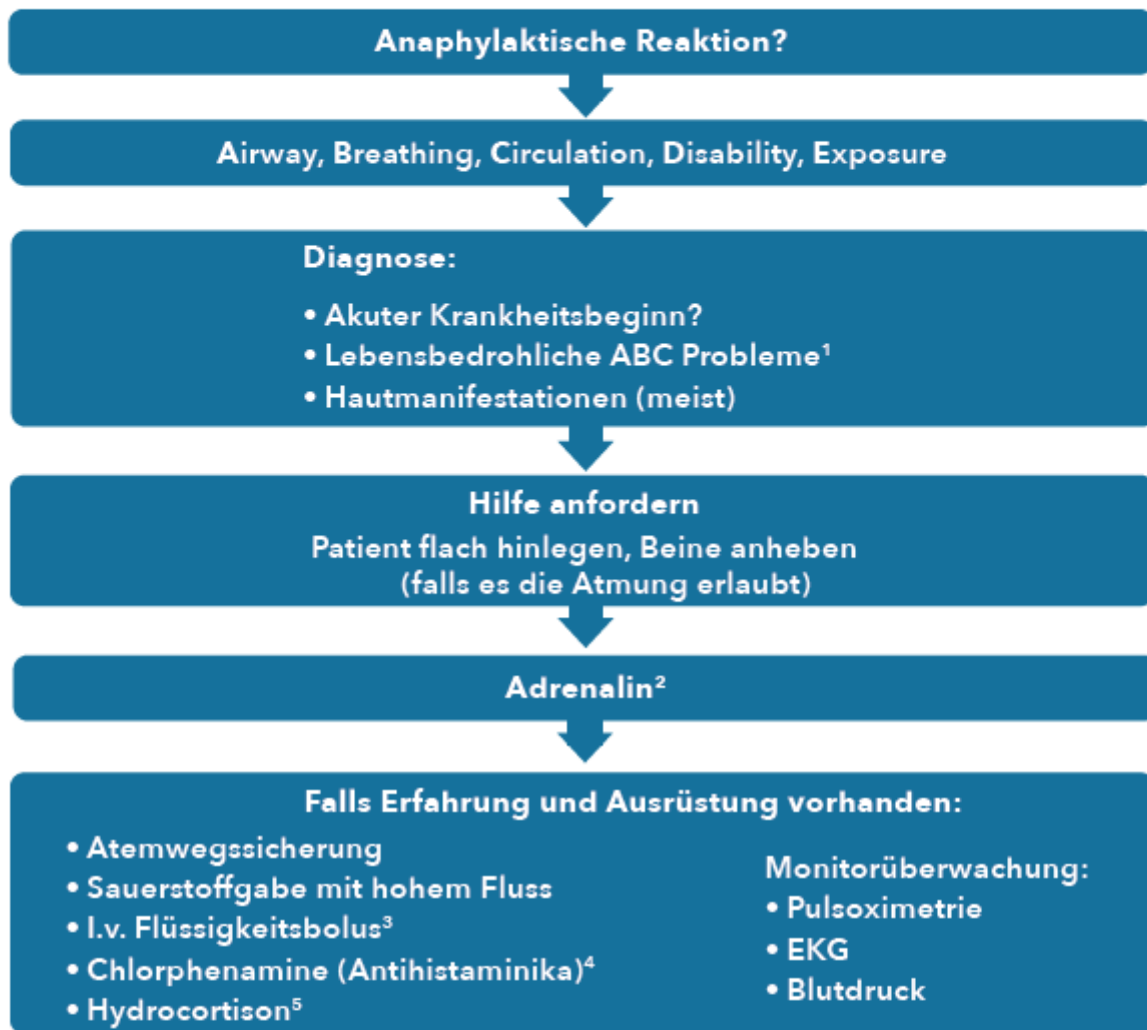 Anaphylaktische Reaktion?
Airway, Breathing, Circulation, Disability, Exposure
Diagnose:
• Akuter Krankheitsbeginn?
• Lebensbedrohliche ABC Probleme¹
• Hautmanifestationen (meist)
Hilfe anfordern
Patient flach hinlegen, Beine anheben
(falls es die Atmung erlaubt)
Adrenalin²
Falls Erfahrung und Ausrüstung vorhanden:
• Atemwegssicherung
• Sauerstoffgabe mit hohem Fluss
• I.v. Flüssigkeitsbolus³
• Chlorphenamine (Antihistaminika)⁴
• Hydrocortison⁵
Monitorüberwachung:
• Pulsoximetrie
• EKG
• Blutdruck